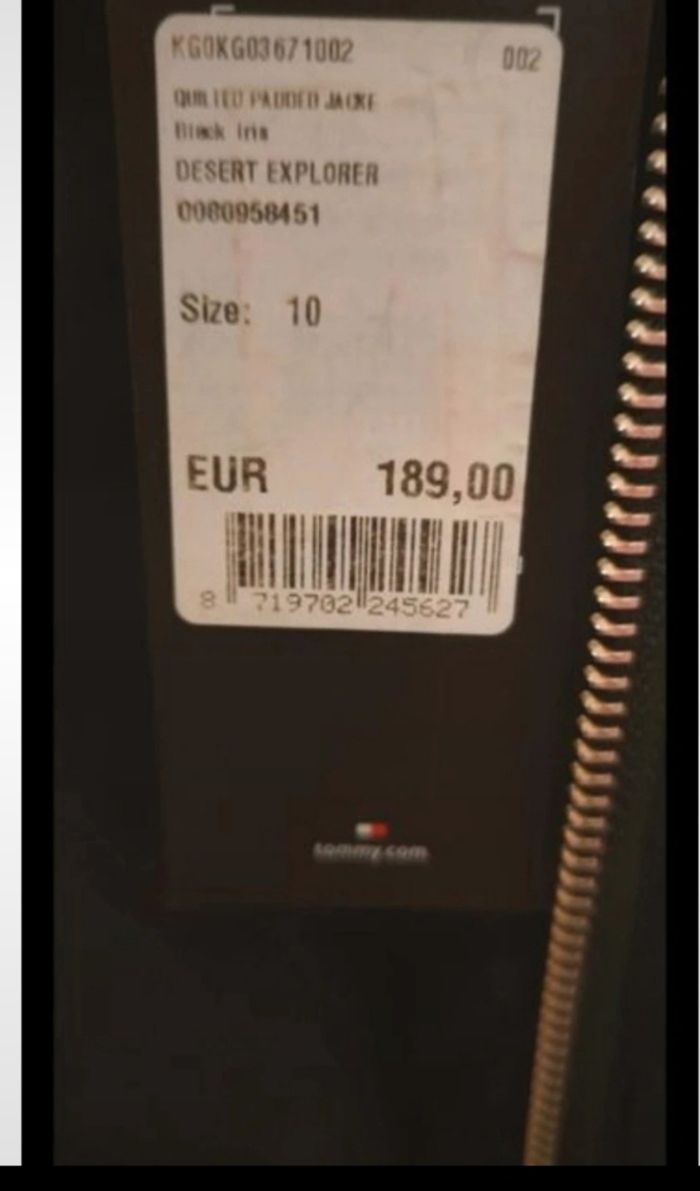 KG0KG03671002 002
QUILTED PADDED JACKE
Black Iris
DESERT EXPLORER
0080958451
Size: 10
EUR 189,00
8 719702 245627
tommy.com